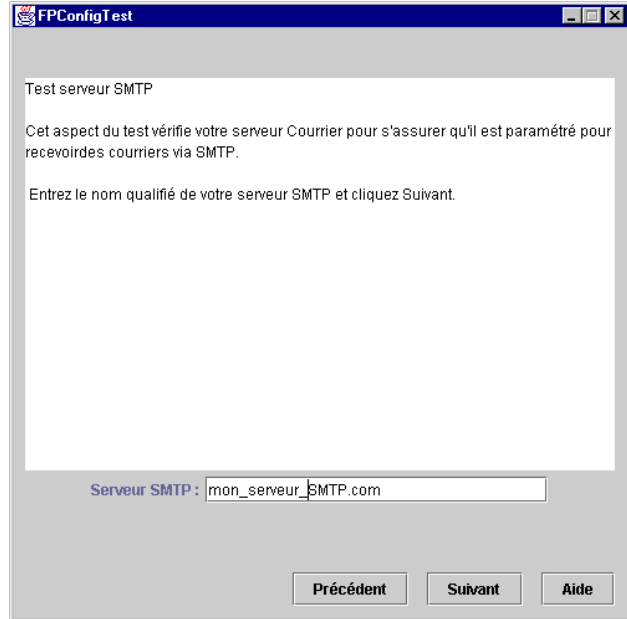 FPConfigTest
Test serveur SMTP
Cet aspect du test vérifie votre serveur Courrier pour s'assurer qu'il est paramétré pour
recevoirdes courriers via SMTP.
Entrez le nom qualifié de votre serveur SMTP et cliquez Suivant.
Serveur SMTP : mon_serveur_SMTP.com
Précédent Suivant Aide